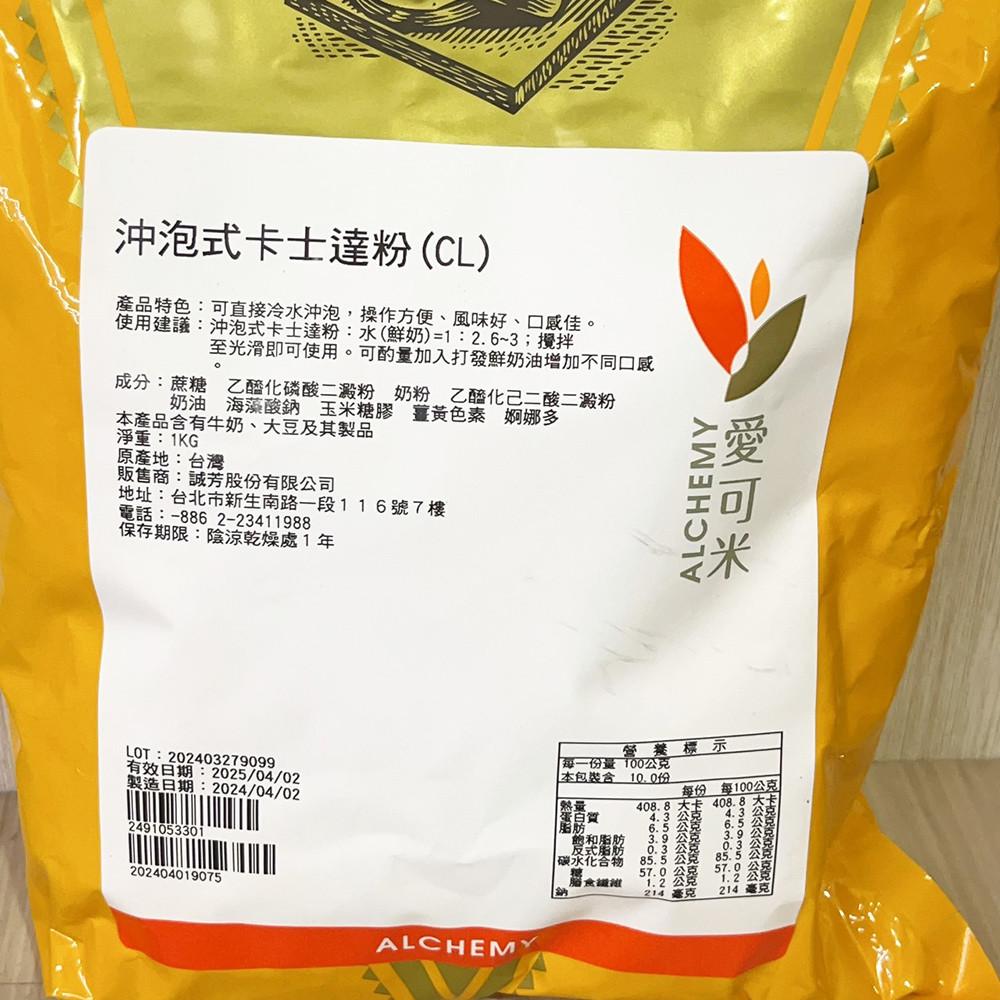 沖泡式卡士達粉(CL)
產品特色：可直接冷水沖泡，操作方便、風味好、口感佳。
使用建議：沖泡式卡士達粉：水(鮮奶)=1：2.6~3；攪拌
至光滑即可使用。可酌量加入打發鮮奶油增加不同口感
。
成分：蔗糖 乙醯化磷酸二澱粉 奶粉 乙醯化己二酸二澱粉
奶油 海藻酸鈉 玉米糖膠 薑黃色素 婀娜多
本產品含有牛奶、大豆及其製品
淨重：1KG
原產地：台灣
販售商：誠芳股份有限公司
地址：台北市新生南路一段１１６號７樓
電話：-886 2-23411988
保存期限：陰涼乾燥處１年
ALCHEMY
愛可米
LOT：202403279099
有效日期：2025/04/02
製造日期：2024/04/02
2491053301
202404019075
營養標示
每一份量 100公克
本包裝含 10.0份
每份 每100公克
熱量 408.8 大卡 408.8 大卡
蛋白質 4.3 公克 4.3 公克
脂肪 6.5 公克 6.5 公克
飽和脂肪 3.9 公克 3.9 公克
反式脂肪 0.3 公克 0.3 公克
碳水化合物 85.5 公克 85.5 公克
糖 57.0 公克 57.0 公克
膳食纖維 1.2 公克 1.2 公克
鈉 214 毫克 214 毫克
ALCHEMY